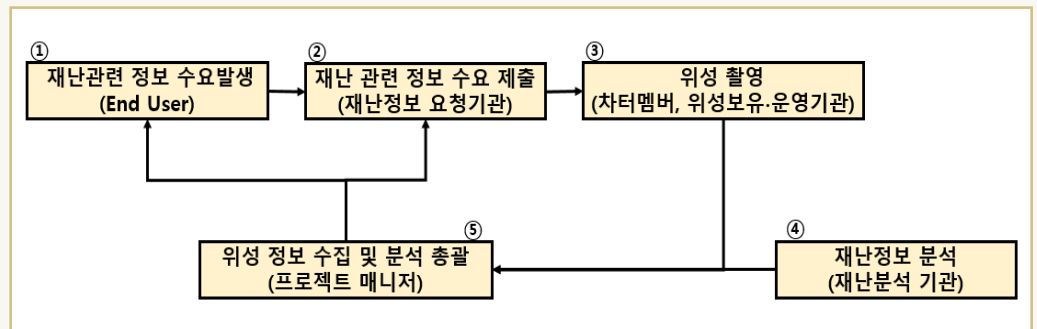 ①
재난관련 정보 수요발생
(End User)
②
재난 관련 정보 수요 제출
(재난정보 요청기관)
③
위성 촬영
(차터멤버, 위성보유·운영기관)
④
재난정보 분석
(재난분석 기관)
⑤
위성 정보 수집 및 분석 총괄
(프로젝트 매니저)